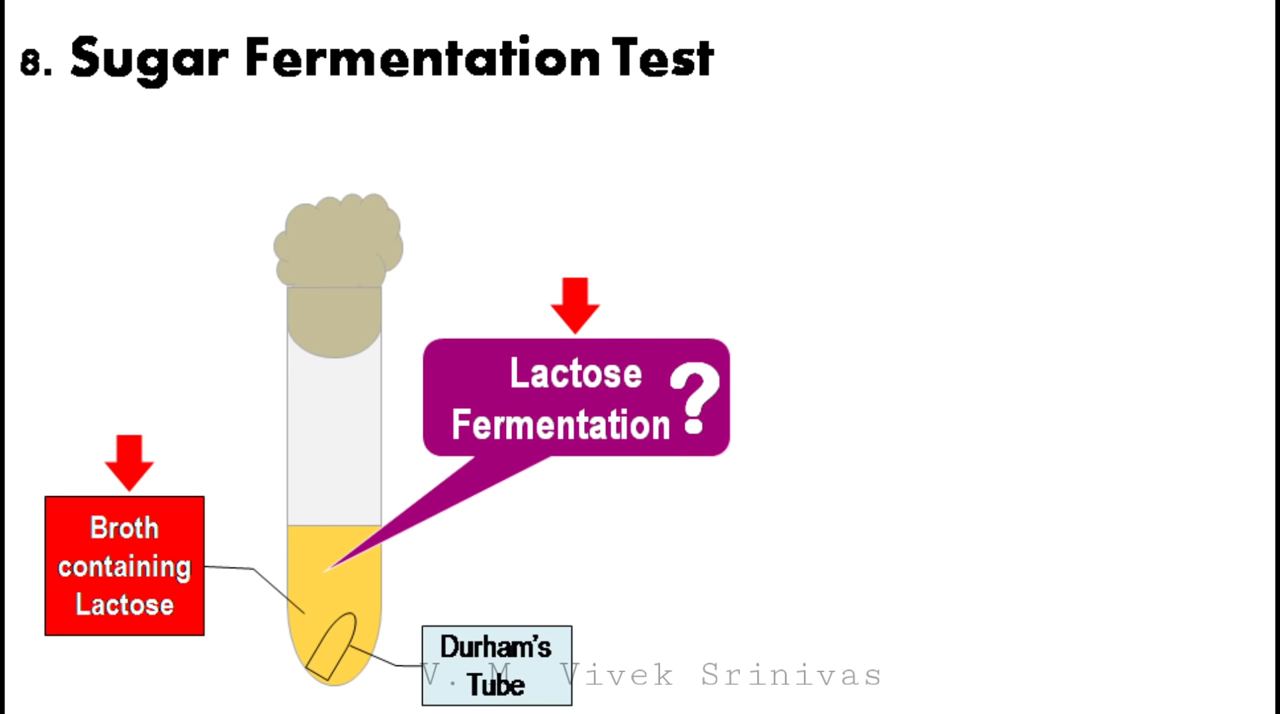 8. Sugar Fermentation Test
Lactose
Fermentation ?
Broth
containing
Lactose
Durham's
Tube
V. M. Vivek Srinivas